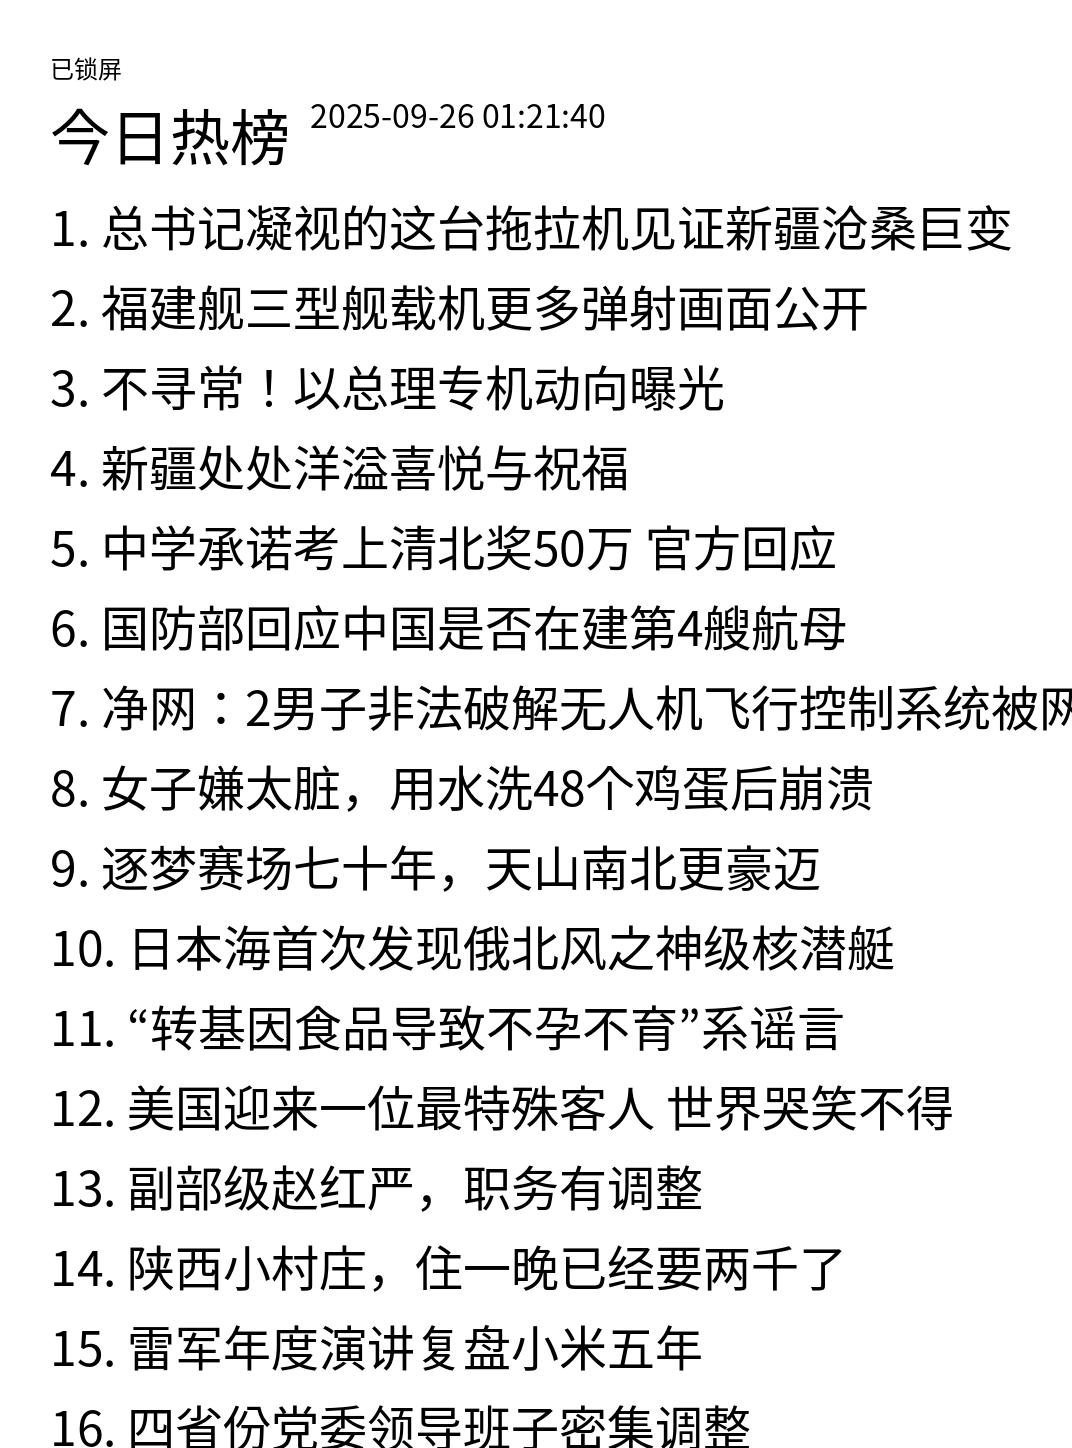 已锁屏
今日热榜 2025-09-26 01:21:40
1. 总书记凝视的这台拖拉机见证新疆沧桑巨变
2. 福建舰三型舰载机更多弹射画面公开
3. 不寻常！以总理专机动向曝光
4. 新疆处处洋溢喜悦与祝福
5. 中学承诺考上清北奖50万 官方回应
6. 国防部回应中国是否在建第4艘航母
7. 净网：2男子非法破解无人机飞行控制系统被网
8. 女子嫌太脏，用水洗48个鸡蛋后崩溃
9. 逐梦赛场七十年，天山南北更豪迈
10. 日本海首次发现俄北风之神级核潜艇
11. “转基因食品导致不孕不育”系谣言
12. 美国迎来一位最特殊客人 世界哭笑不得
13. 副部级赵红严，职务有调整
14. 陕西小村庄，住一晚已经要两千了
15. 雷军年度演讲复盘小米五年
16. 四省份党委领导班子密集调整